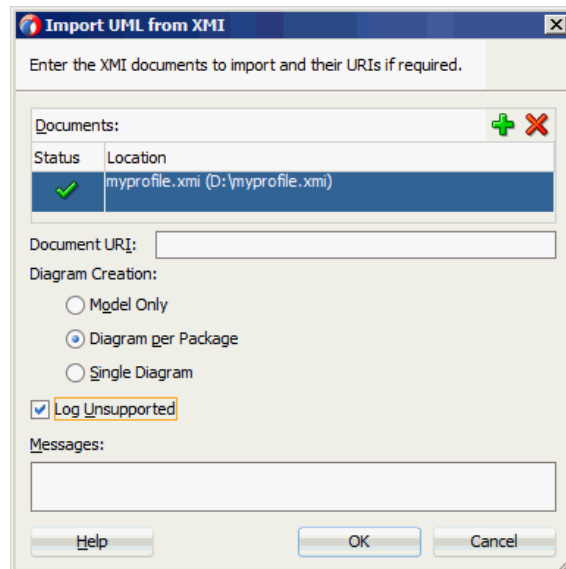 Import UML from XMI
Enter the XMI documents to import and their URIs if required.
Documents:
Status Location
myprofile.xmi (D:\myprofile.xmi)
Document URI:
Diagram Creation:
Model Only
Diagram per Package
Single Diagram
Log Unsupported
Messages:
Help OK Cancel